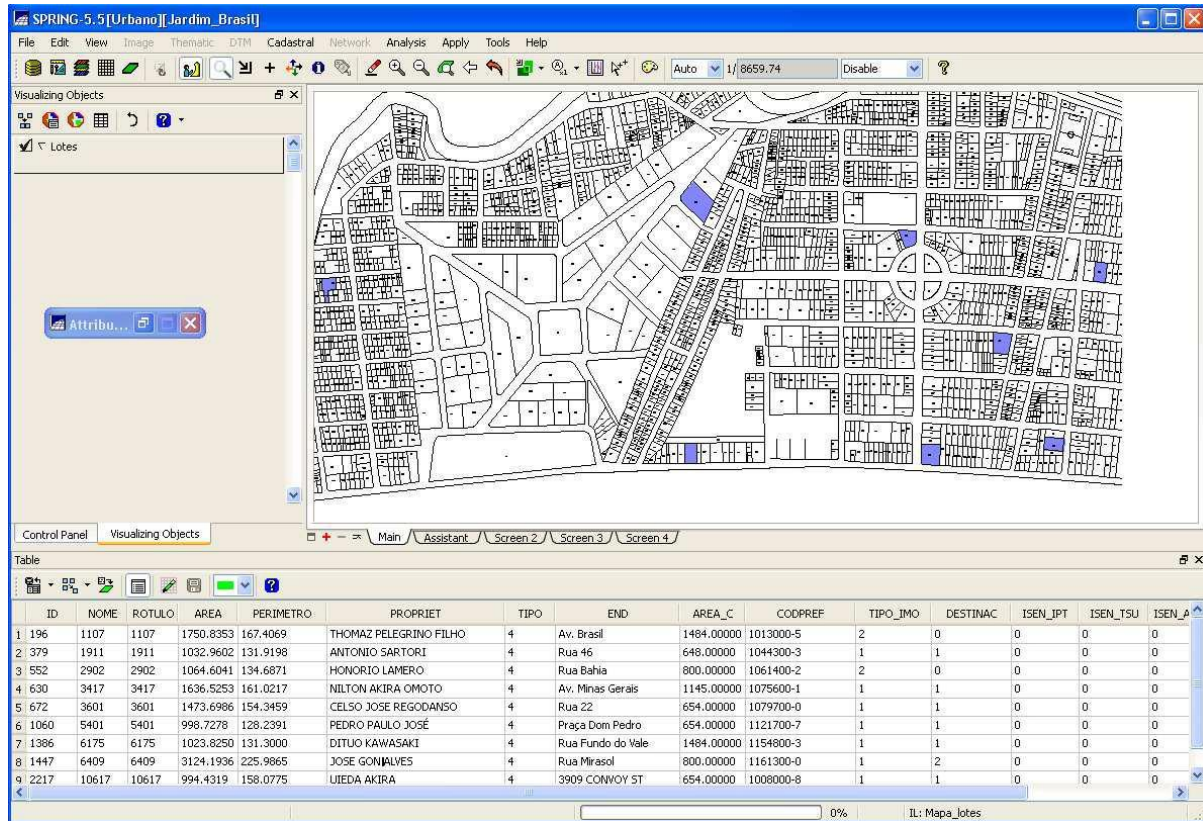 SPRING-5.5[Urbano][Jardim_Brasil]
File Edit View Image Thematic DTM Cadastral Network Analysis Apply Tools Help
Auto 1/ 8659.74 Disable
Visualizing Objects
Lotes
Attribu...
Control Panel Visualizing Objects
Main Assistant Screen 2 Screen 3 Screen 4
Table
ID NOME ROTULO AREA PERIMETRO PROPRIET TIPO END AREA_C CODPREF TIPO_IMO DESTINAC ISEN_IPT ISEN_TSU ISEN_A
1 196 1107 1107 1750.8353 167.4069 THOMAZ PELEGRINO FILHO 4 Av. Brasil 1484.00000 1013000-5 2 0 0 0 0
2 379 1911 1911 1032.9602 131.9198 ANTONIO SARTORI 4 Rua 46 648.00000 1044300-3 1 1 0 0 0
3 552 2902 2902 1064.6041 134.6871 HONORIO LAMERO 4 Rua Bahia 800.00000 1061400-2 2 0 0 0 0
4 630 3417 3417 1636.5253 161.0217 NILTON AKIRA OMOTO 4 Av. Minas Gerais 1145.00000 1075600-1 1 1 0 0 0
5 672 3601 3601 1473.6986 154.3459 CELSO JOSE REGODANSO 4 Rua 22 654.00000 1079700-0 1 1 0 0 0
6 1060 5401 5401 998.7278 128.2391 PEDRO PAULO JOSÉ 4 Praça Dom Pedro 654.00000 1121700-7 1 1 0 0 0
7 1386 6175 6175 1023.8250 131.3000 DITUO KAWASAKI 4 Rua Fundo do Vale 1484.00000 1154800-3 1 1 0 0 0
8 1447 6409 6409 3124.1936 225.9865 JOSE GONIALVES 4 Rua Mirasol 800.00000 1161300-0 1 2 0 0 0
9 2217 10617 10617 994.4319 158.0775 UIEDA AKIRA 4 3909 CONVOY ST 654.00000 1008000-8 1 1 0 0 0
0% IL: Mapa_lotes